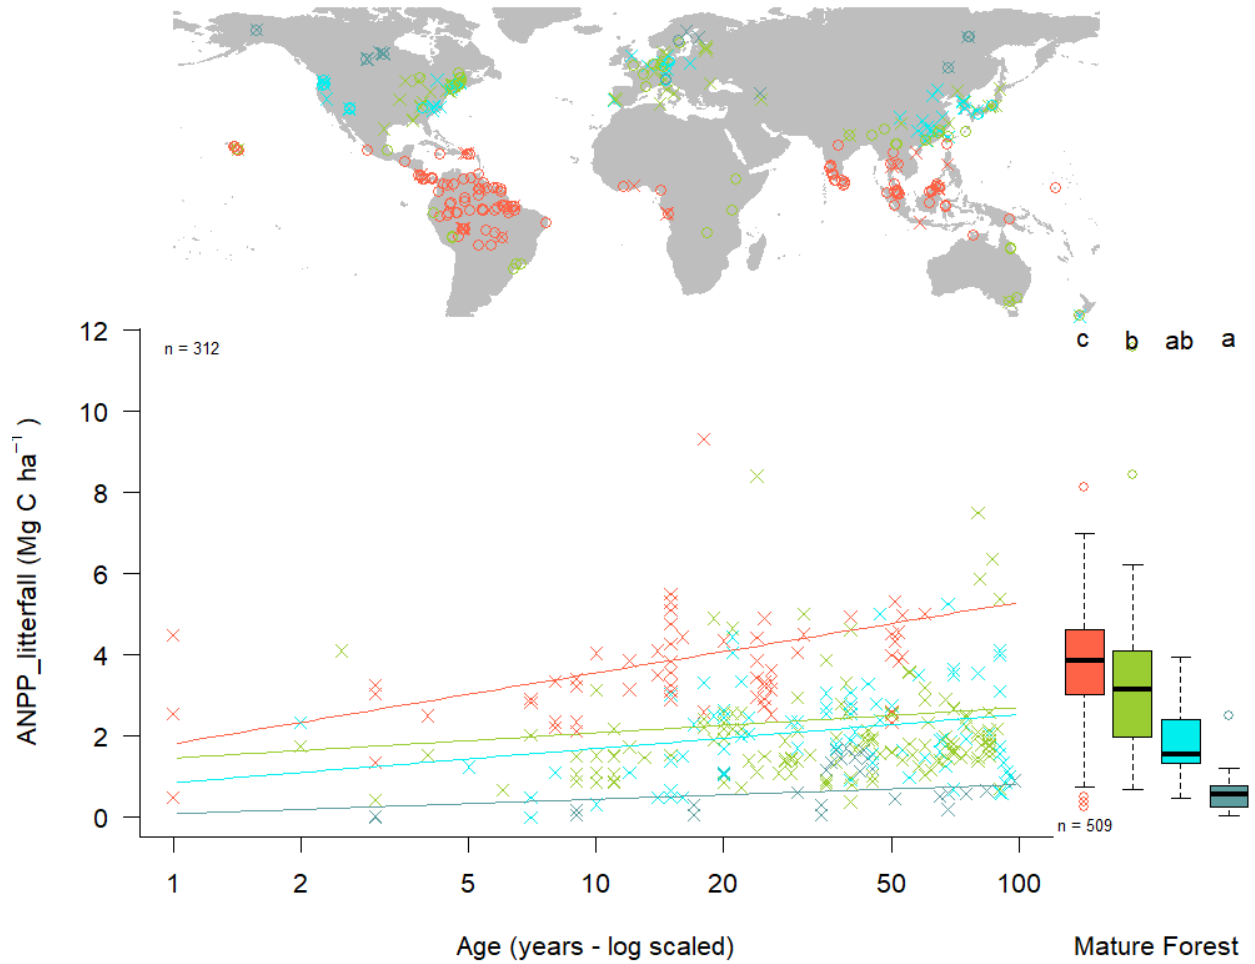 12
n = 312
c b ab a
10
8
6
4
2
0
ANPP_litterfall (Mg C ha⁻¹ )
n = 509
1 2 5 10 20 50 100
Age (years - log scaled)
Mature Forest